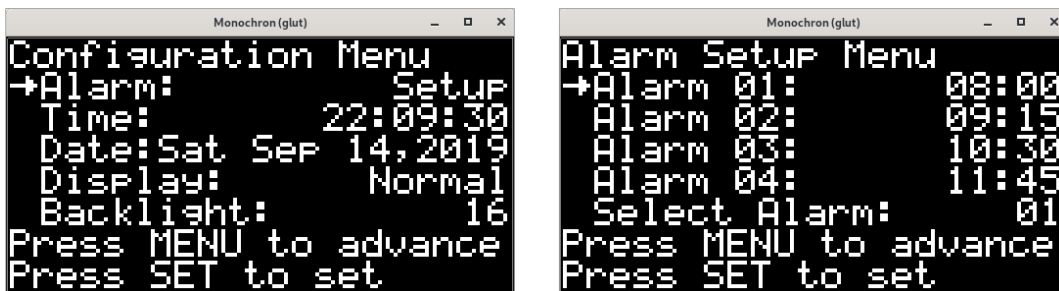 Monochron (glut)
Configuration Menu
→Alarm: Setup
Time: 22:09:30
Date:Sat Sep 14,2019
Display: Normal
Backlight: 16
Press MENU to advance
Press SET to set
Monochron (glut)
Alarm Setup Menu
→Alarm 01: 08:00
Alarm 02: 09:15
Alarm 03: 10:30
Alarm 04: 11:45
Select Alarm: 01
Press MENU to advance
Press SET to set